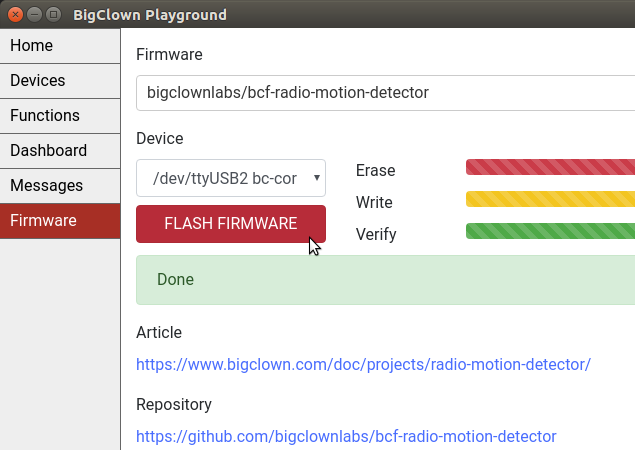 BigClown Playground
Home
Devices
Functions
Dashboard
Messages
Firmware
Firmware
bigclownlabs/bcf-radio-motion-detector
Device
/dev/ttyUSB2 bc-cor
FLASH FIRMWARE
Erase
Write
Verify
Done
Article
https://www.bigclown.com/doc/projects/radio-motion-detector/
Repository
https://github.com/bigclownlabs/bcf-radio-motion-detector